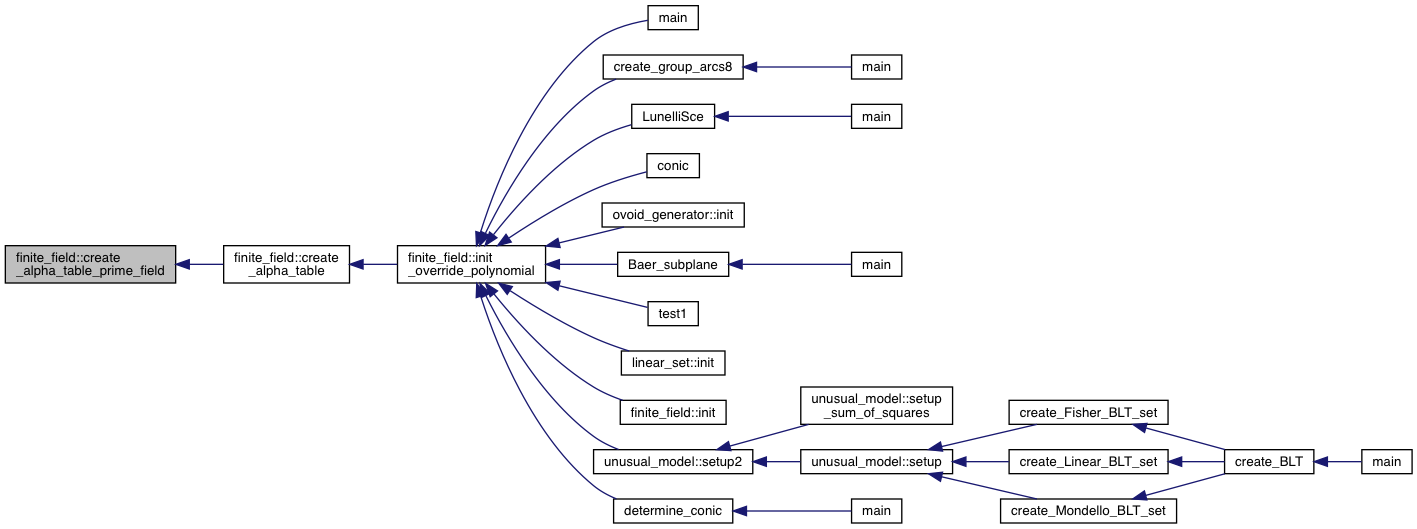 finite_field::create
_alpha_table_prime_field
finite_field::create
_alpha_table
finite_field::init
_override_polynomial
main
create_group_arcs8
main
LunelliSce
main
conic
ovoid_generator::init
Baer_subplane
main
test1
linear_set::init
finite_field::init
unusual_model::setup2
unusual_model::setup
_sum_of_squares
unusual_model::setup
create_Fisher_BLT_set
create_Linear_BLT_set
create_Mondello_BLT_set
create_BLT
main
determine_conic
main